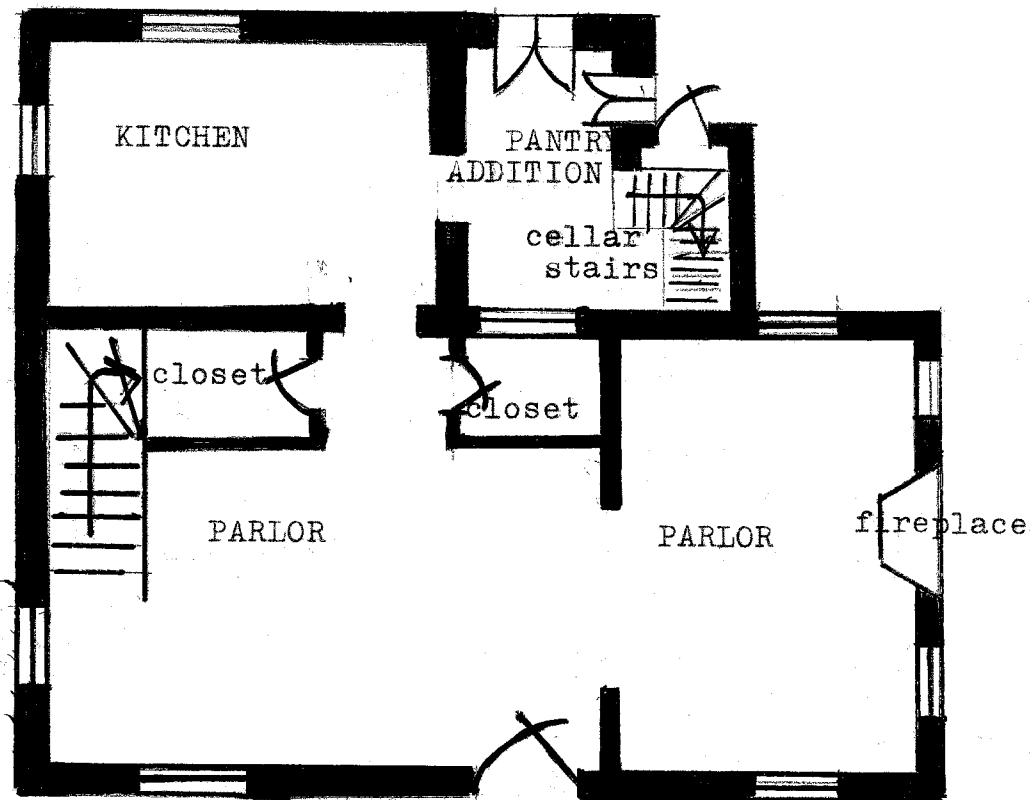 KITCHEN
PANTRY
ADDITION
cellar
stairs
closet
closet
PARLOR
PARLOR
fireplace